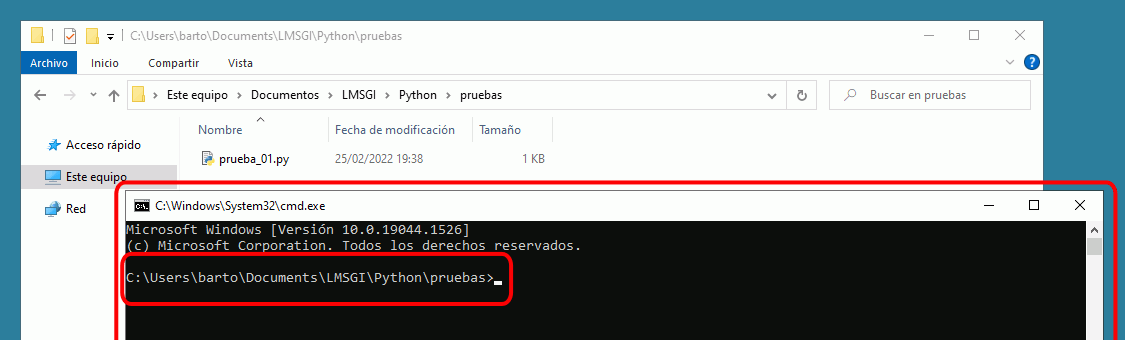 C:\Users\barto\Documents\LMSGI\Python\pruebas
Archivo Inicio Compartir Vista
Este equipo Documentos LMSGI Python pruebas Buscar en pruebas
Nombre Fecha de modificación Tamaño
Acceso rápido
prueba_01.py 25/02/2022 19:38 1 KB
Este equipo
Red
C:\Windows\System32\cmd.exe
Microsoft Windows [Versión 10.0.19044.1526]
(c) Microsoft Corporation. Todos los derechos reservados.
C:\Users\barto\Documents\LMSGI\Python\pruebas>